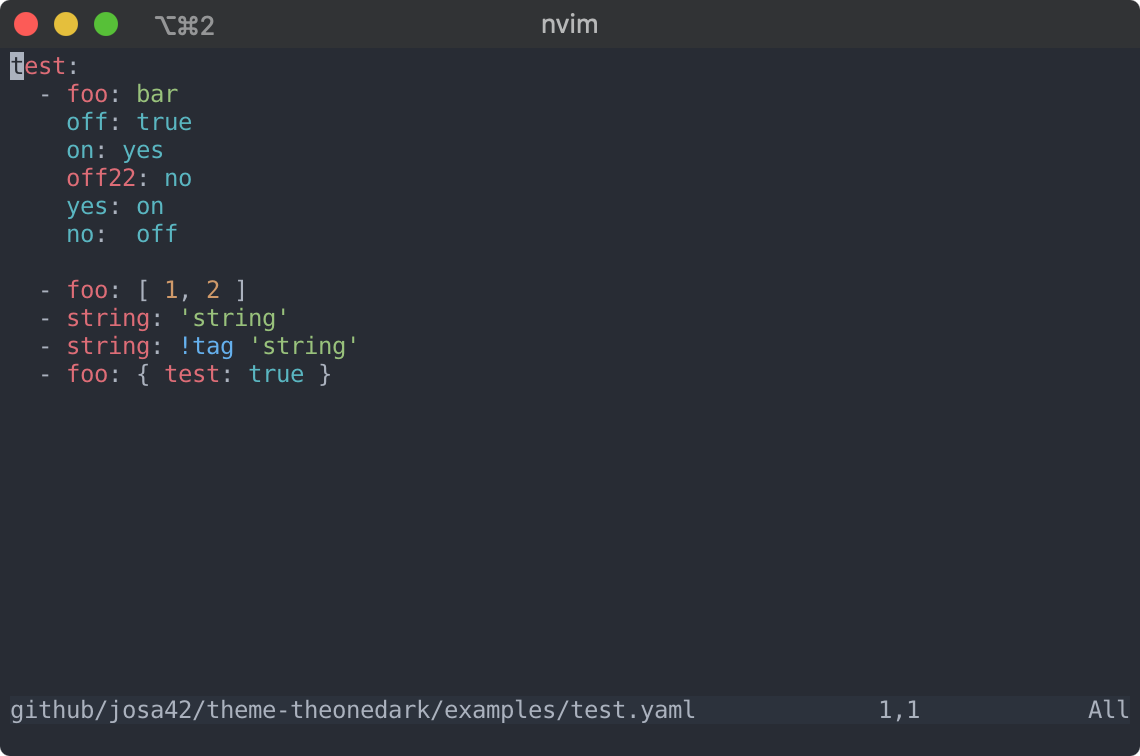 ⌥⌘2 nvim
test:
  - foo: bar
    off: true
    on: yes
    off22: no
    yes: on
    no:  off

  - foo: [ 1, 2 ]
  - string: 'string'
  - string: !tag 'string'
  - foo: { test: true }
github/josa42/theme-theonedark/examples/test.yaml 1,1 All